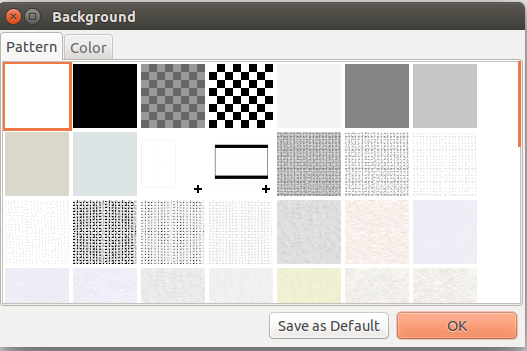 Background
Pattern
Color
Save as Default
OK